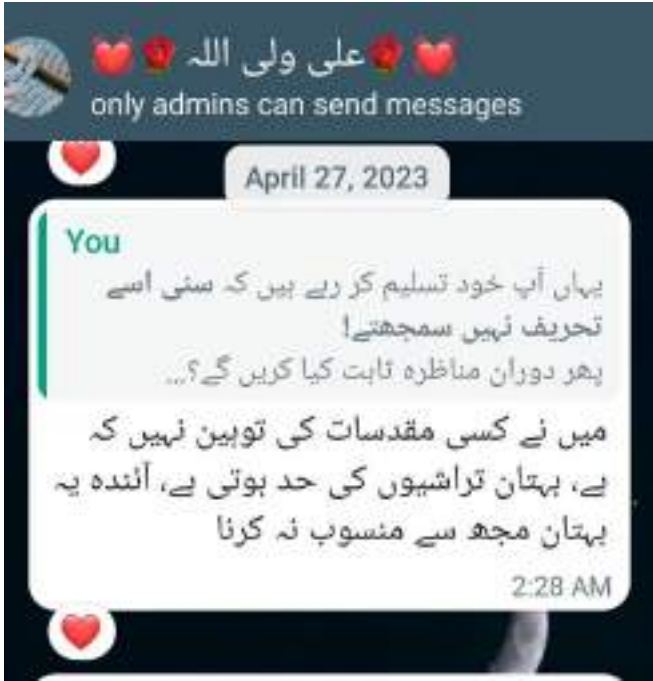 💓🌹علی ولی اللہ🌹💓
only admins can send messages
April 27, 2023
You
یہاں آپ خود تسلیم کر رہے ہیں کہ سنی اسے
تحریف نہیں سمجھتے!
پھر دوران مناظرہ ثابت کیا کریں گے؟...
میں نے کسی مقدسات کی توہین نہیں کہ
ہے، بہتان تراشیوں کی حد ہوتی ہے، آئندہ یہ
بہتان مجھ سے منسوب نہ کرنا
2:28 AM